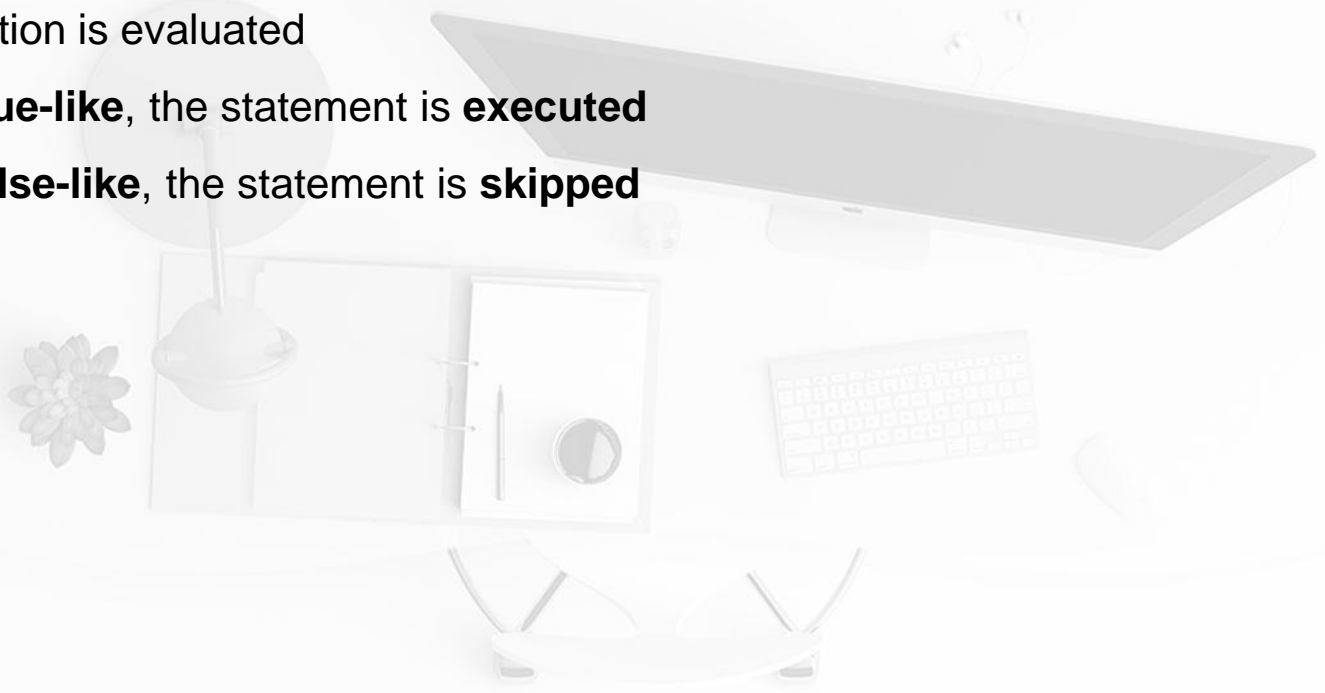 tion is evaluated
ue-like, the statement is executed
lse-like, the statement is skipped